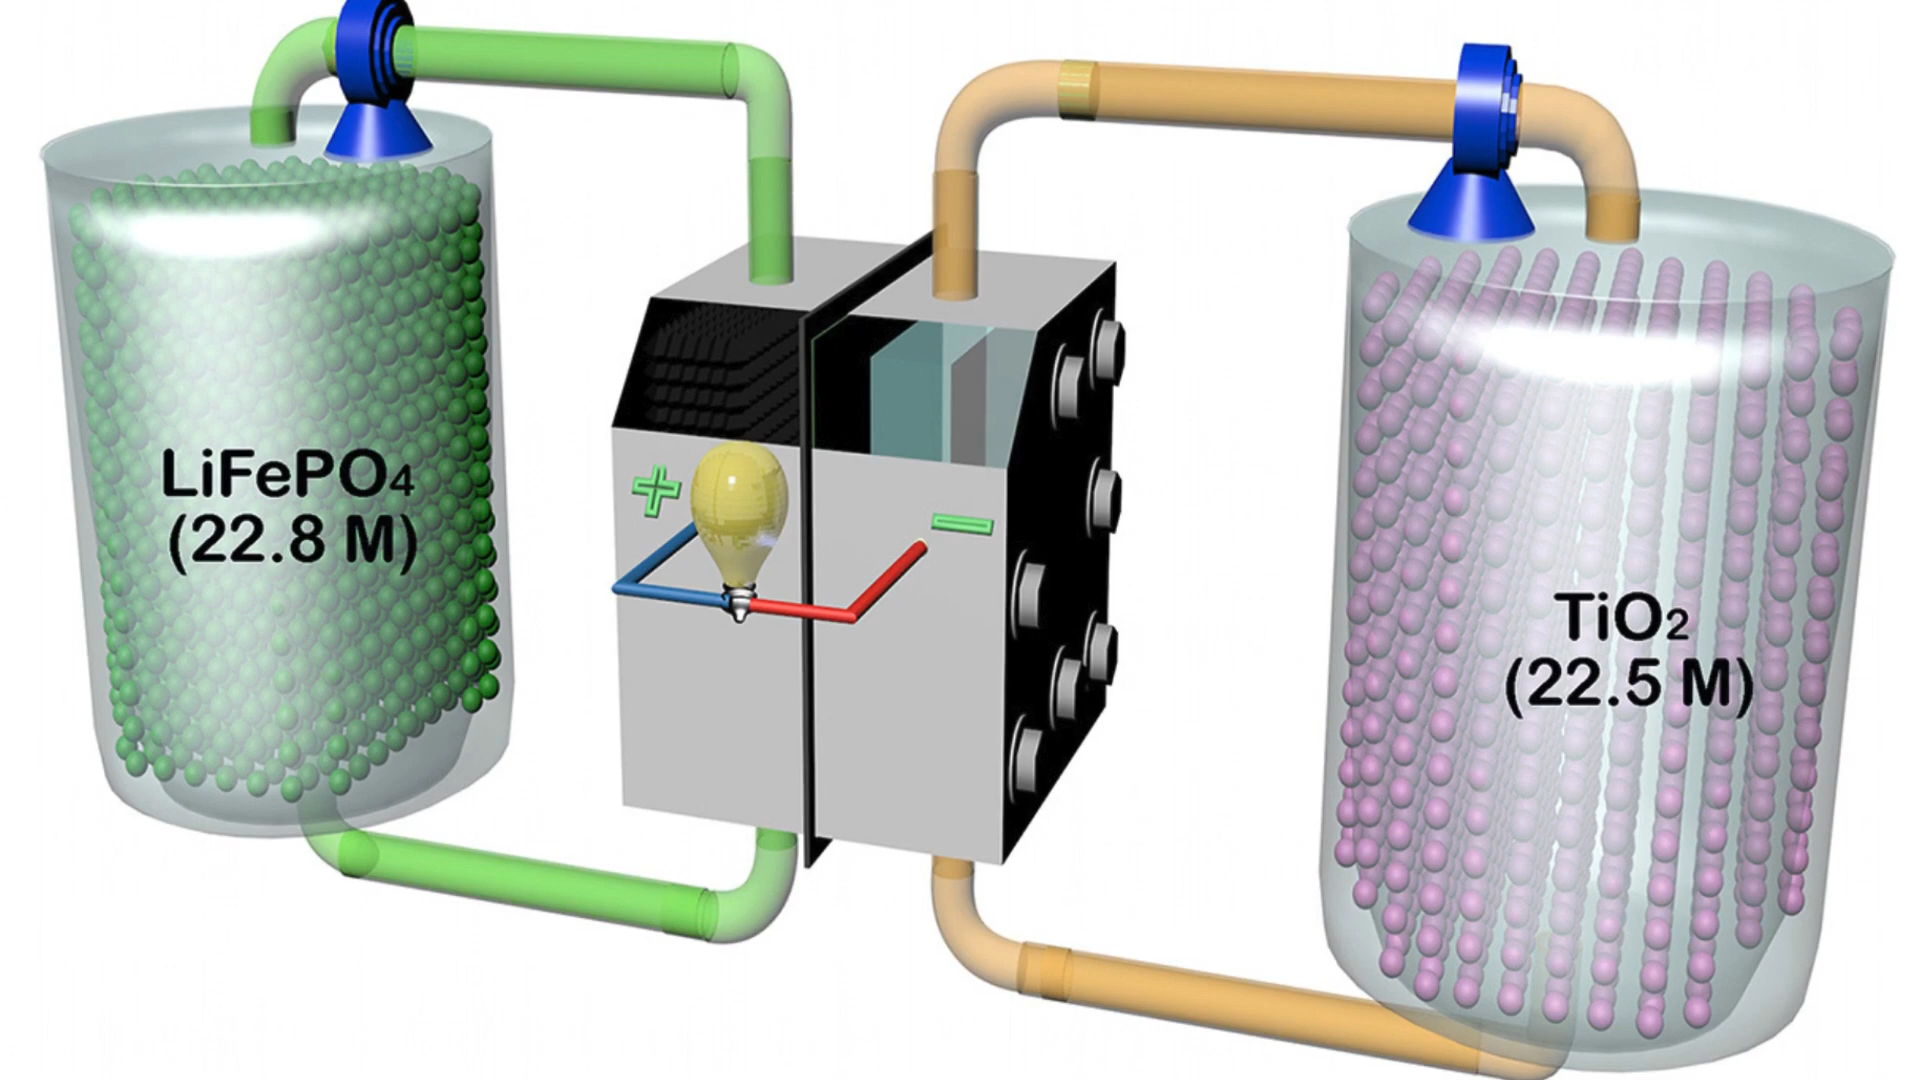 LiFePO₄
(22.8 M)
+
−
TiO₂
(22.5 M)